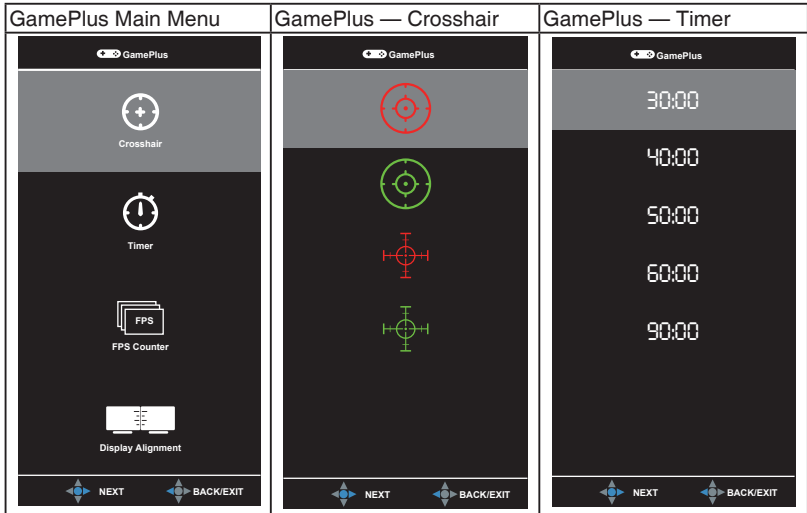 GamePlus Main Menu
GamePlus — Crosshair
GamePlus — Timer
GamePlus
Crosshair
Timer
FPS
FPS Counter
Display Alignment
NEXT BACK/EXIT
GamePlus
NEXT BACK/EXIT
GamePlus
30:00
40:00
50:00
60:00
90:00
NEXT BACK/EXIT